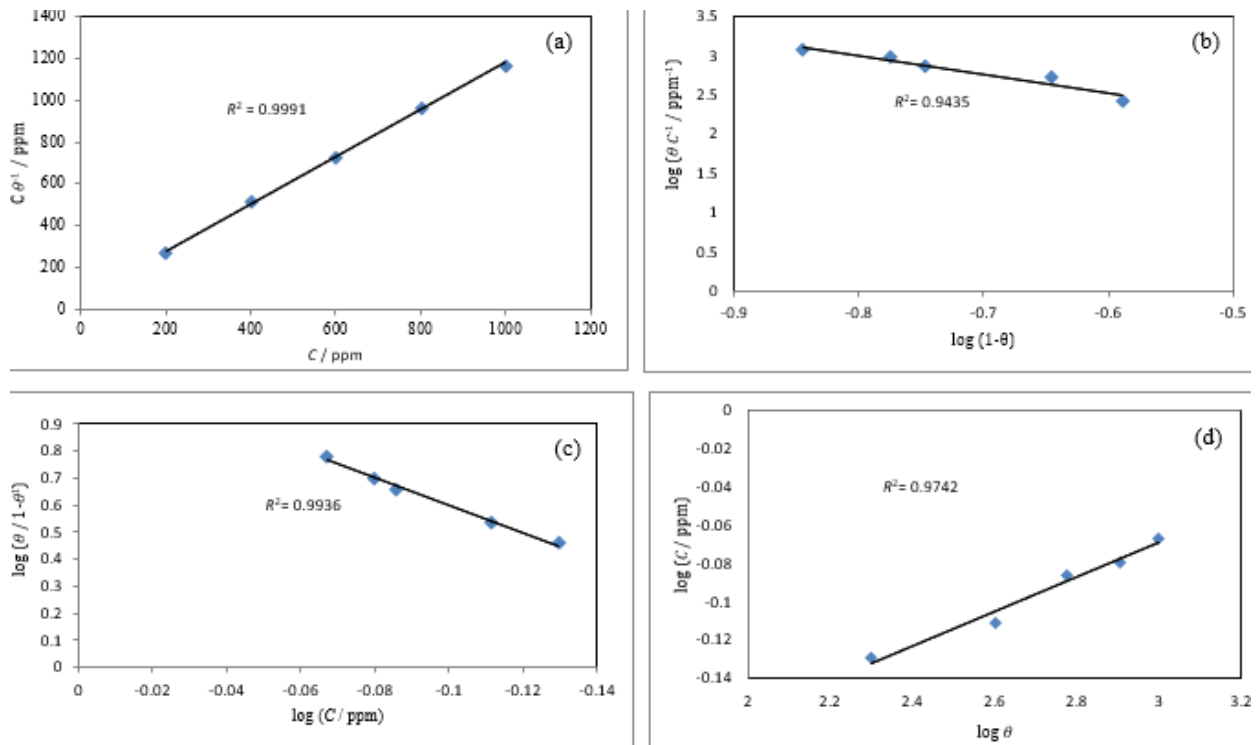 (a)
1400
1200
1000
800
600
400
200
0
C θ⁻¹ / ppm
R² = 0.9991
0 200 400 600 800 1000 1200
C / ppm
(b)
3.5
3
2.5
2
1.5
1
0.5
0
log (θ C⁻¹ / ppm⁻¹)
R² = 0.9435
-0.9 -0.8 -0.7 -0.6 -0.5
log (1-θ)
(c)
0.9
0.8
0.7
0.6
0.5
0.4
0.3
0.2
0.1
0
log (θ / 1-θ¹)
R² = 0.9936
0 -0.02 -0.04 -0.06 -0.08 -0.1 -0.12 -0.14
log (C / ppm)
(d)
0
-0.02
-0.04
-0.06
-0.08
-0.1
-0.12
-0.14
log (C / ppm)
R² = 0.9742
2 2.2 2.4 2.6 2.8 3 3.2
log θ